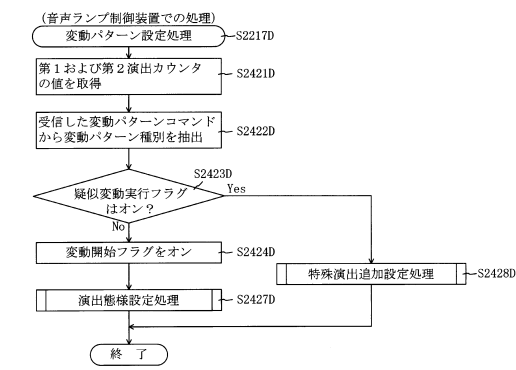 (音声ランプ制御装置での処理)
変動パターン設定処理
S2217D
第1および第2演出カウンタ
の値を取得
S2421D
受信した変動パターンコマンド
から変動パターン種別を抽出
S2422D
S2423D
疑似変動実行フラグ
はオン?
Yes
No
変動開始フラグをオン
S2424D
特殊演出追加設定処理
S2428D
演出態様設定処理
S2427D
終 了